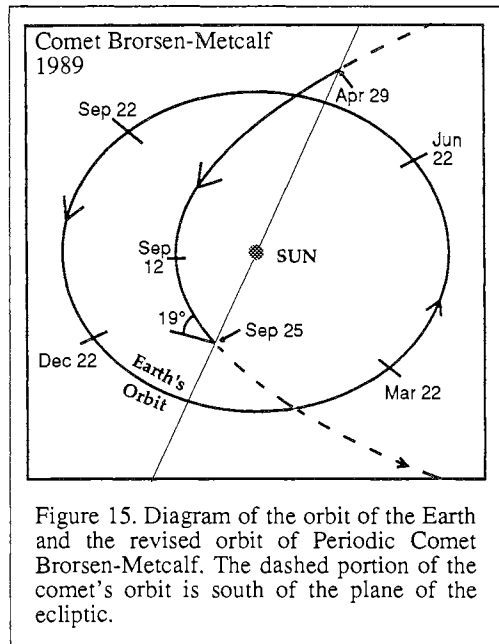 Comet Brorsen-Metcalf
1989
Apr 29
Sep 22
Jun
22
Sep
12
SUN
19°
Sep 25
Dec 22
Earth's
Orbit
Mar 22
Figure 15. Diagram of the orbit of the Earth
and the revised orbit of Periodic Comet
Brorsen-Metcalf. The dashed portion of the
comet's orbit is south of the plane of the
ecliptic.